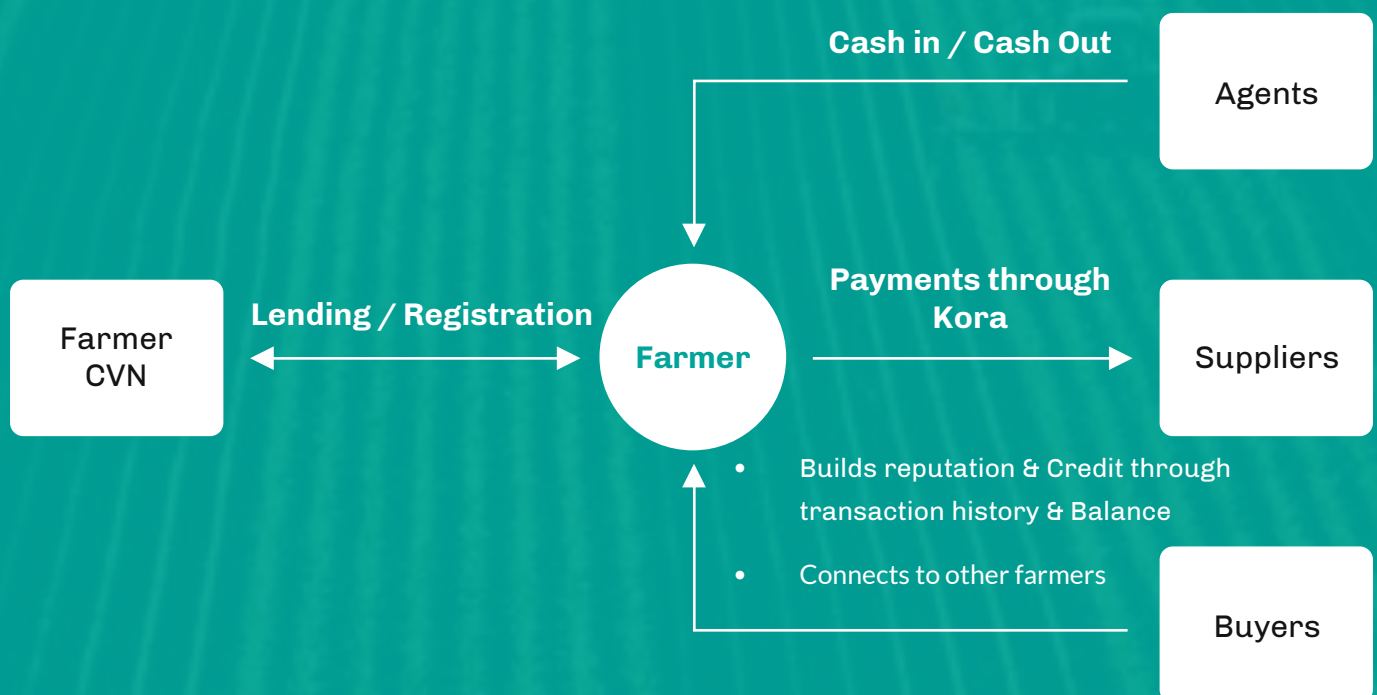 Cash in / Cash Out
Agents
Farmer
CVN
Lending / Registration
Farmer
Payments through
Kora
Suppliers
• Builds reputation & Credit through
transaction history & Balance
• Connects to other farmers
Buyers